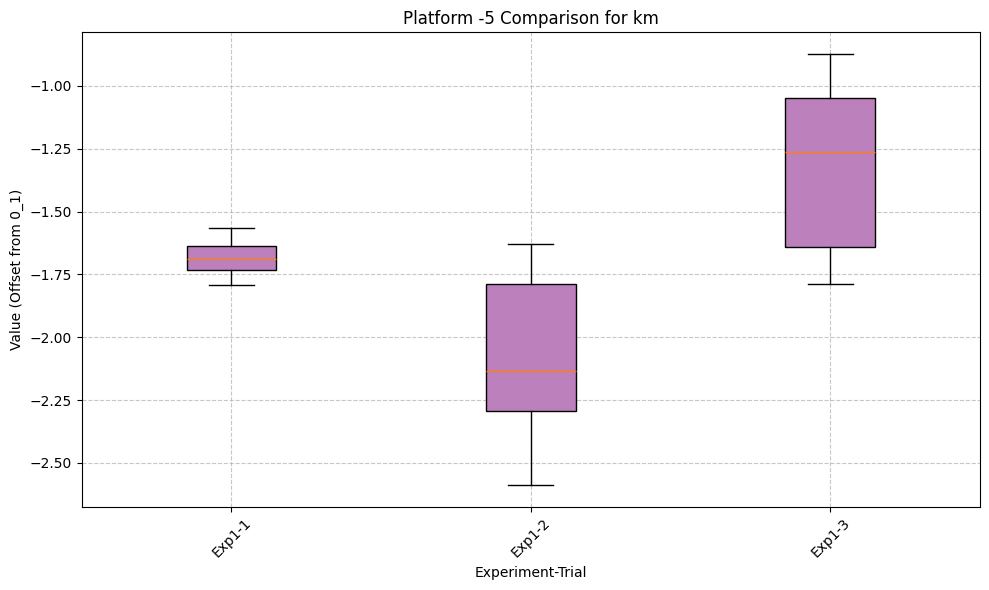 Platform -5 Comparison for km
Value (Offset from 0_1)
−1.00
−1.25
−1.50
−1.75
−2.00
−2.25
−2.50
Exp1-1
Exp1-2
Exp1-3
Experiment-Trial